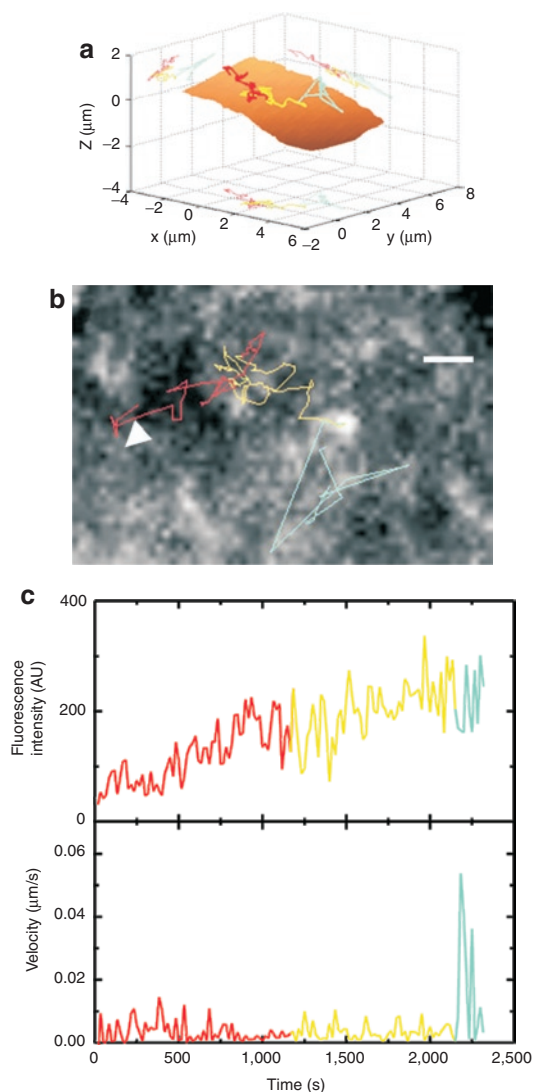 a
2
0
−2
−4
Z (μm)
−4 −2 0 2 4 6
x (μm)
−2 0 2 4 6 8
y (μm)
b
c
400
200
0
Fluorescence
intensity (AU)
0.06
0.04
0.02
0.00
Velocity (μm/s)
0 500 1,000 1,500 2,000 2,500
Time (s)